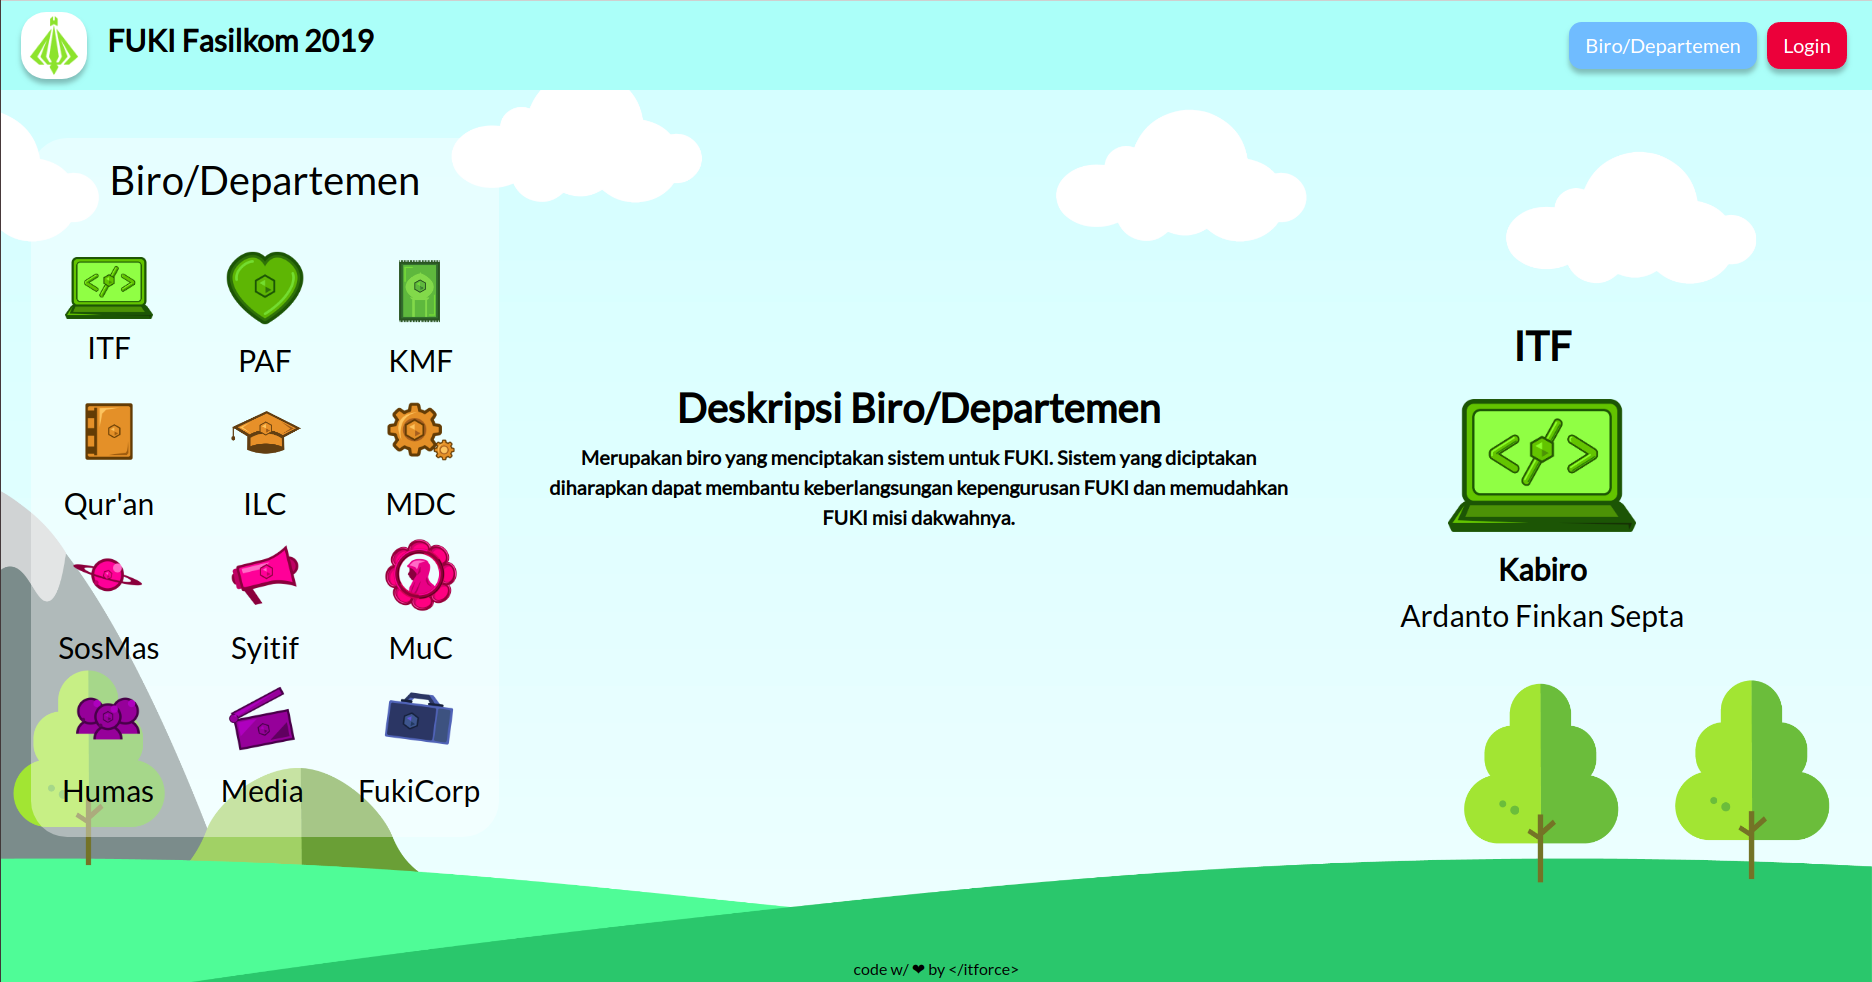 FUKI Fasilkom 2019
Biro/Departemen
Login
Biro/Departemen
ITF
PAF
KMF
Qur'an
ILC
MDC
SosMas
Syitif
MuC
Humas
Media
FukiCorp
Deskripsi Biro/Departemen
Merupakan biro yang menciptakan sistem untuk FUKI. Sistem yang diciptakan
diharapkan dapat membantu keberlangsungan kepengurusan FUKI dan memudahkan
FUKI misi dakwahnya.
ITF
Kabiro
Ardanto Finkan Septa
code w/ ❤ by </itforce>